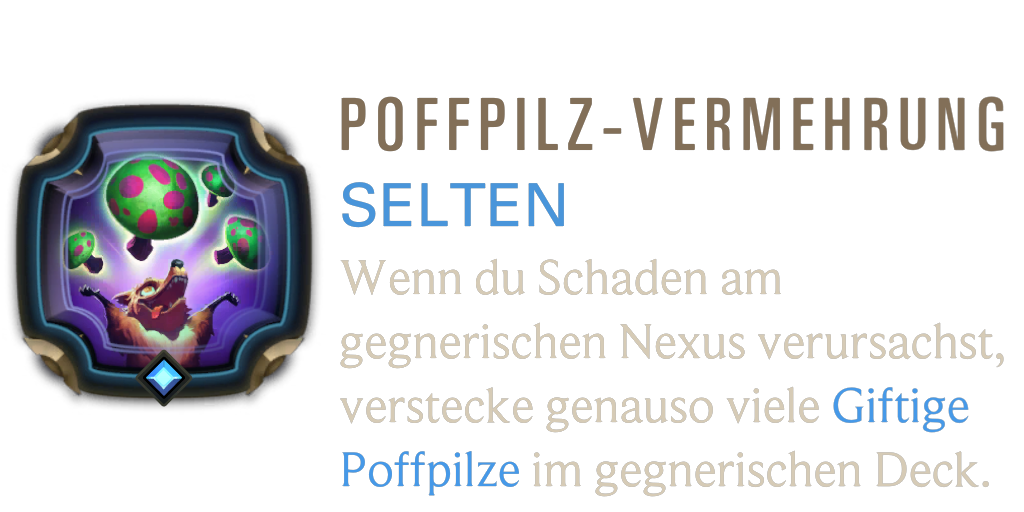 POFFPILZ-VERMEHRUNG
SELTEN
Wenn du Schaden am
gegnerischen Nexus verursachst,
verstecke genauso viele Giftige
Poffpilze im gegnerischen Deck.